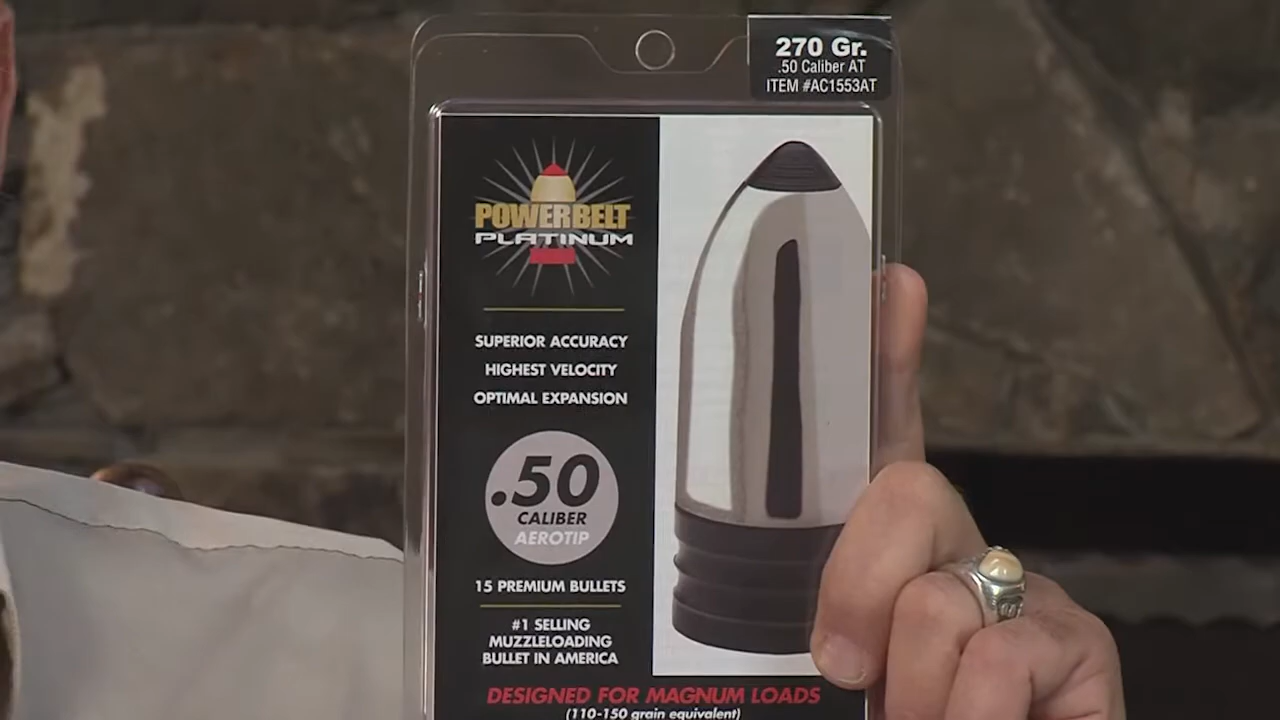 270 Gr.
.50 Caliber AT
ITEM #AC1553AT
POWERBELT
PLATINUM
SUPERIOR ACCURACY
HIGHEST VELOCITY
OPTIMAL EXPANSION
.50
CALIBER
AEROTIP
15 PREMIUM BULLETS
#1 SELLING
MUZZLELOADING
BULLET IN AMERICA
DESIGNED FOR MAGNUM LOADS
(110-150 grain equivalent)